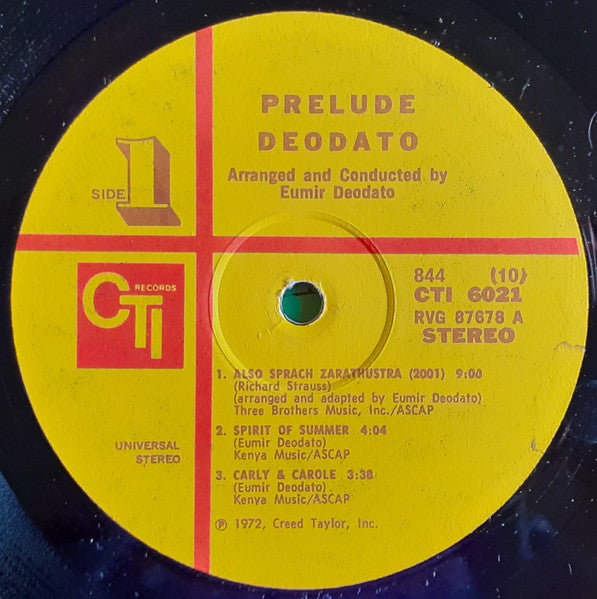 PRELUDE
DEODATO
Arranged and Conducted by
Eumir Deodato
SIDE 1
CTI RECORDS
844 (10)
CTI 6021
RVG 87678 A
STEREO
1. ALSO SPRACH ZARATHUSTRA (2001) 9:00
(Richard Strauss)
(arranged and adapted by Eumir Deodato)
Three Brothers Music, Inc./ASCAP
2. SPIRIT OF SUMMER 4:04
(Eumir Deodato)
Kenya Music/ASCAP
3. CARLY & CAROLE 3:38
(Eumir Deodato)
Kenya Music/ASCAP
UNIVERSAL
STEREO
℗ 1972, Creed Taylor, Inc.